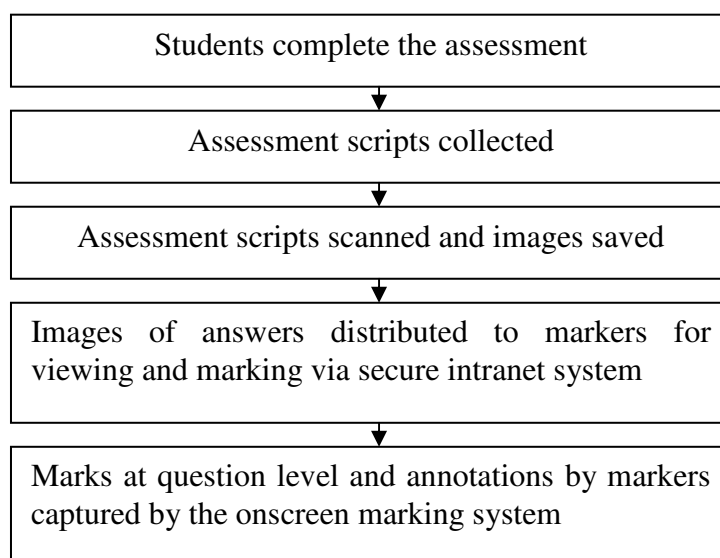 Students complete the assessment
Assessment scripts collected
Assessment scripts scanned and images saved
Images of answers distributed to markers for
viewing and marking via secure intranet system
Marks at question level and annotations by markers
captured by the onscreen marking system